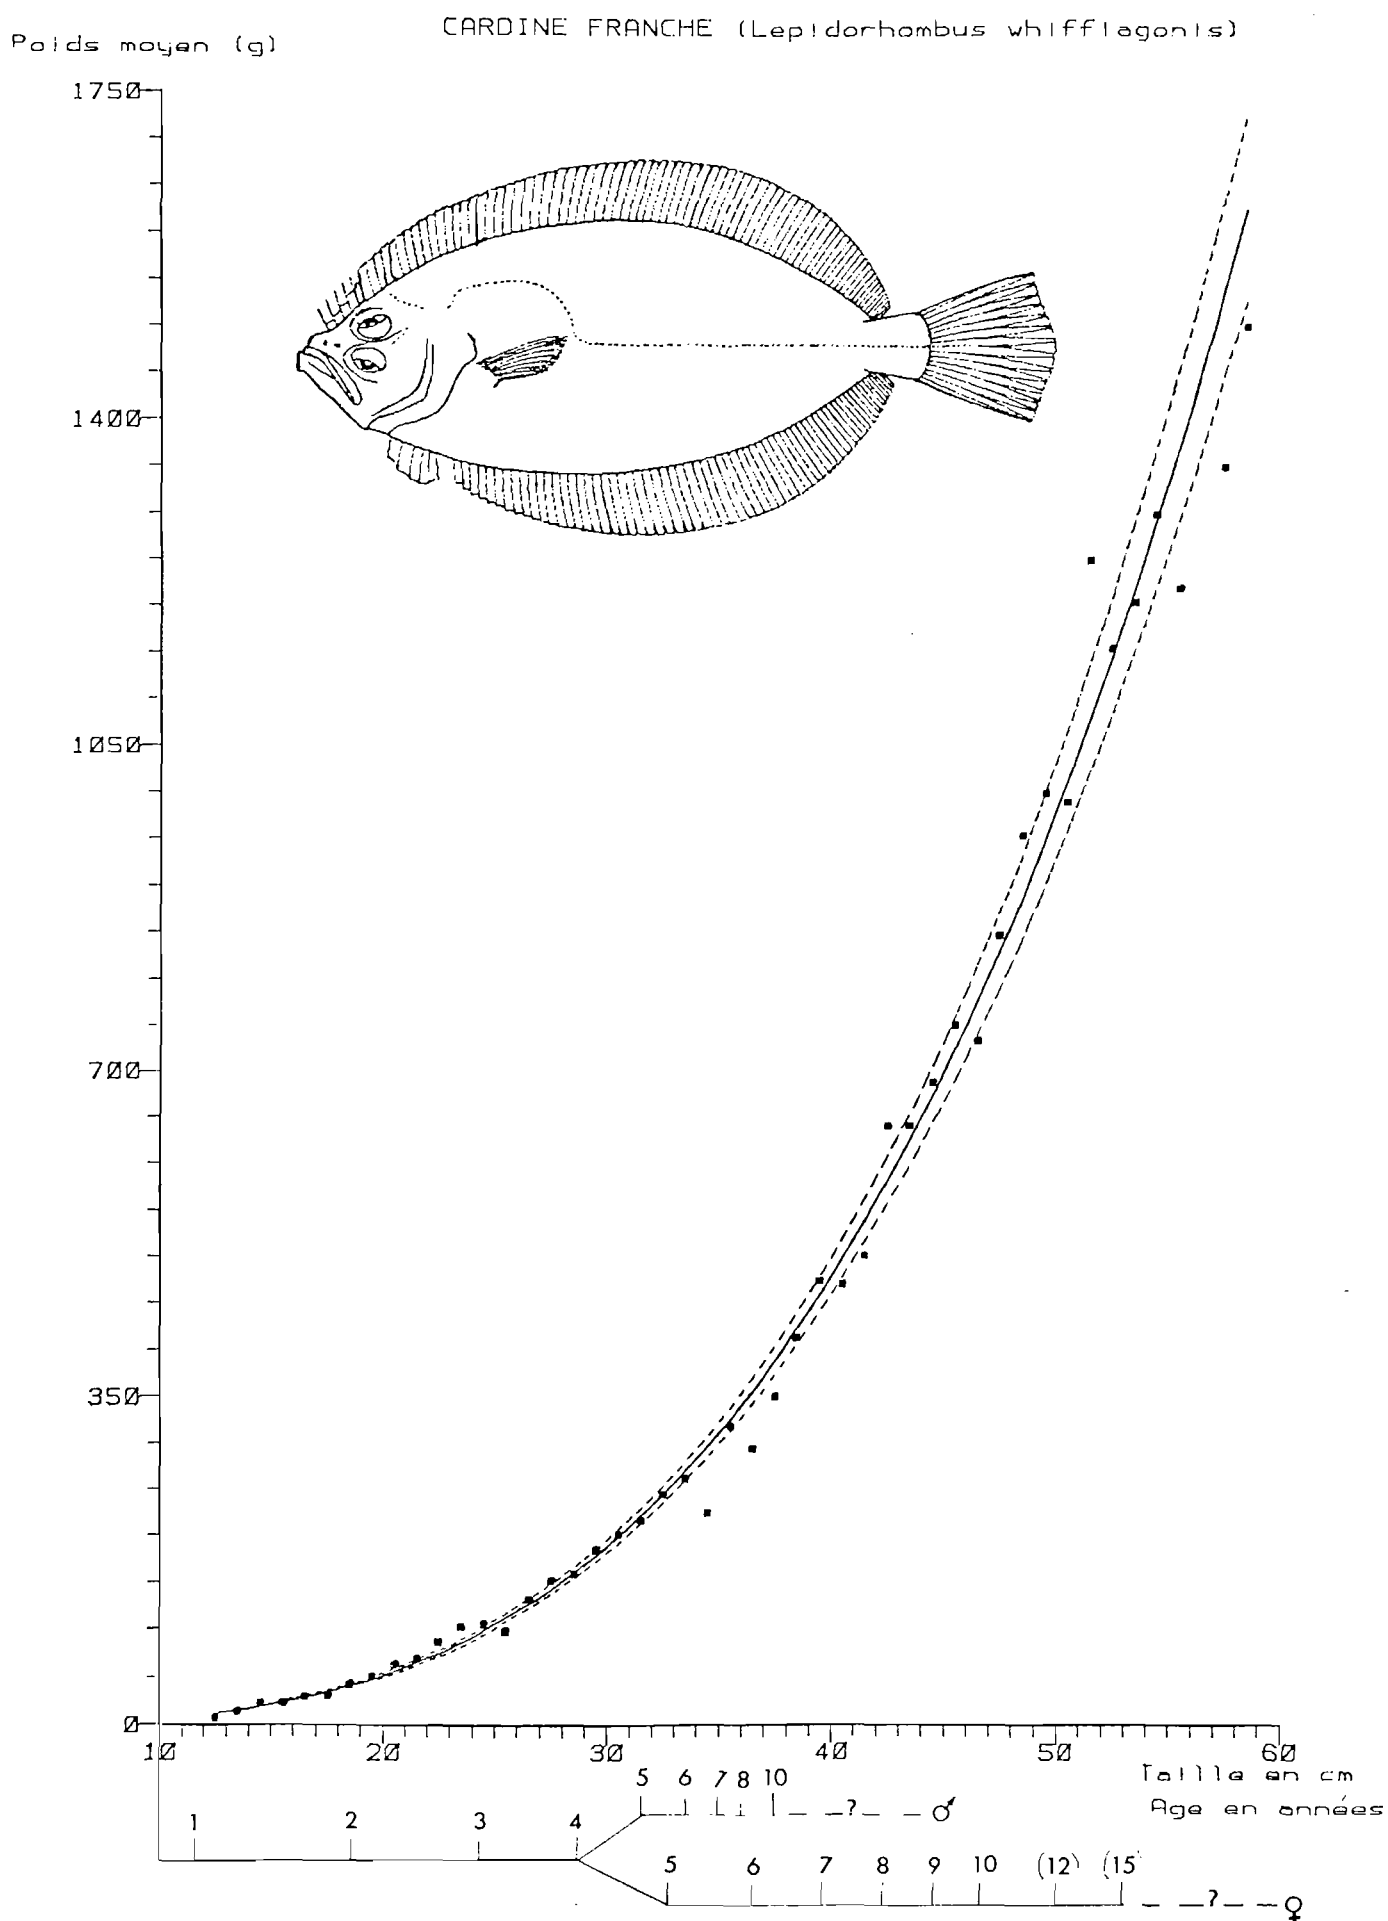 CARDINE FRANCHE (Lepidorhombus whiffiagonis)
Poids moyen (g)
1750
1400
1050
700
350
0
10 20 30 40 50 60
Taille en cm
5 6 7 8 10
? ♂
Age en années
1 2 3 4
5 6 7 8 9 10 (12) (15)
? ♀